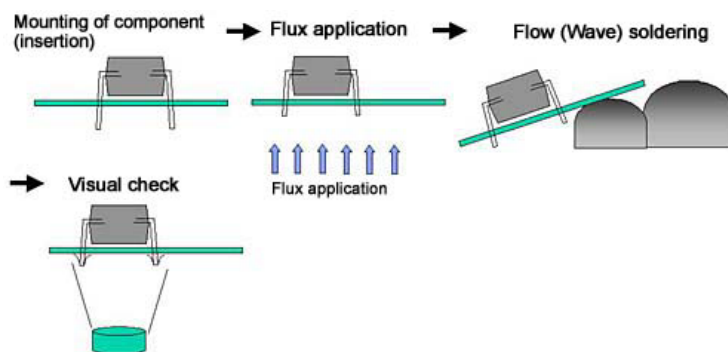 Mounting of component
(insertion)
Flux application
Flow (Wave) soldering
Flux application
Visual check